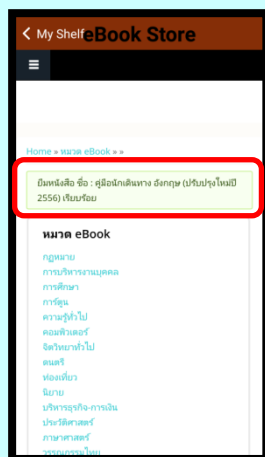 My Shelf
eBook Store
Home » หมวด eBook » »
ยืมหนังสือ ชื่อ : คู่มือนักเดินทาง อังกฤษ (ปรับปรุงใหม่ปี
2556) เรียบร้อย
หมวด eBook
กฎหมาย
การบริหารงานบุคคล
การศึกษา
การ์ตูน
ความรู้ทั่วไป
คอมพิวเตอร์
จิตวิทยาทั่วไป
ดนตรี
ท่องเที่ยว
นิยาย
บริหารธุรกิจ-การเงิน
ประวัติศาสตร์
ภาษาศาสตร์
วรรณกรรมไทย